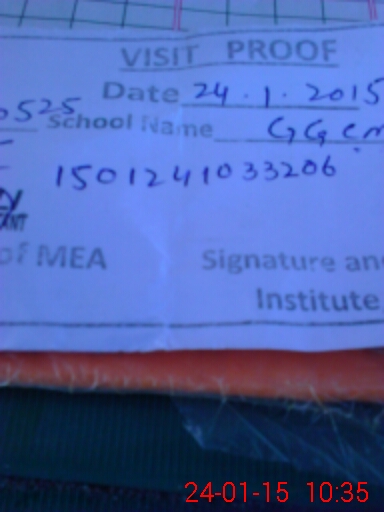 VISIT PROOF
Date 24.1.2015
525 School Name GGCM
1501241033206
of MEA Signature an
Institute
24-01-15 10:35